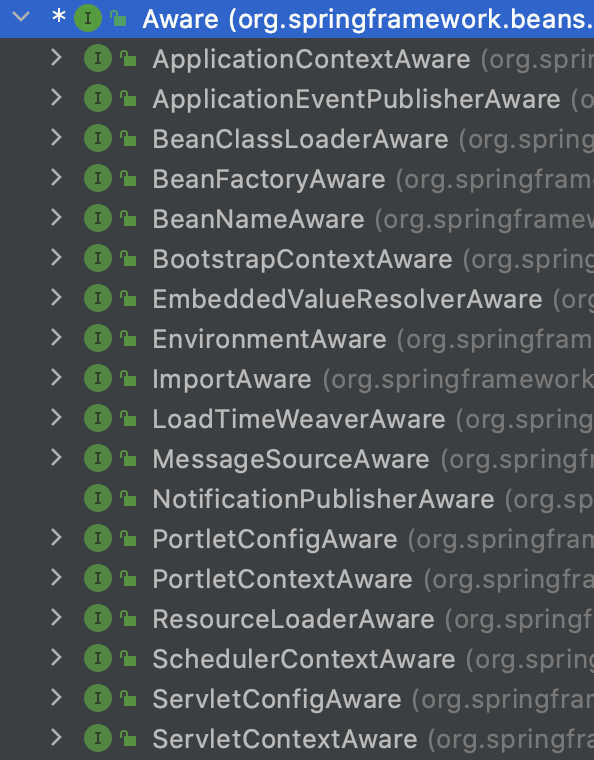 * I Aware (org.springframework.beans.
I ApplicationContextAware (org.sprin
I ApplicationEventPublisherAware (o
I BeanClassLoaderAware (org.spring
I BeanFactoryAware (org.springfram
I BeanNameAware (org.springframew
I BootstrapContextAware (org.spring
I EmbeddedValueResolverAware (org
I EnvironmentAware (org.springfram
I ImportAware (org.springframework
I LoadTimeWeaverAware (org.spring
I MessageSourceAware (org.springfr
I NotificationPublisherAware (org.sp
I PortletConfigAware (org.springfram
I PortletContextAware (org.springfra
I ResourceLoaderAware (org.springf
I SchedulerContextAware (org.spring
I ServletConfigAware (org.springfran
I ServletContextAware (org.springfra